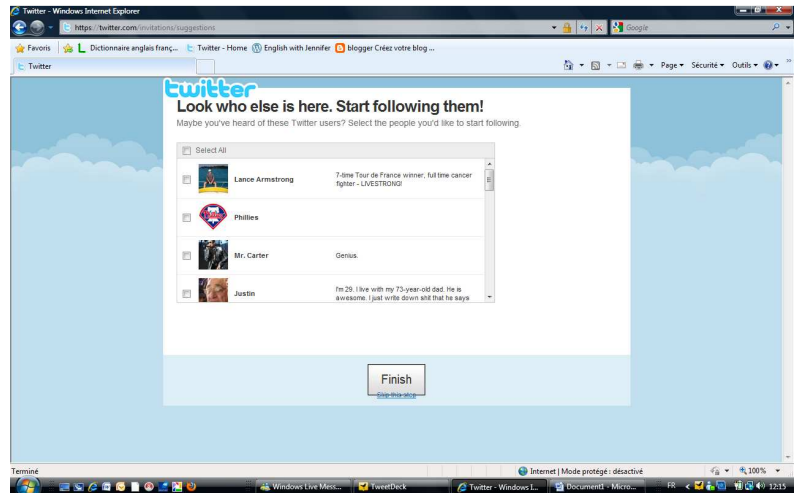 Twitter - Windows Internet Explorer
https://twitter.com/invitations/suggestions
Google
Favoris L Dictionnaire anglais franç... Twitter - Home English with Jennifer blogger Créez votre blog ...
Twitter
Page Sécurité Outils
twitter
Look who else is here. Start following them!
Maybe you've heard of these Twitter users? Select the people you'd like to start following.
Select All
Lance Armstrong
7-time Tour de France winner, full time cancer
fighter - LIVESTRONG!
Phillies
Mr. Carter
Genius.
Justin
I'm 29. I live with my 73-year-old dad. He is
awesome. I just write down shit that he says
Finish
Skip this step
Terminé
Internet | Mode protégé : désactivé
100%
Windows Live Mess...
TweetDeck
Twitter - Windows I...
Document1 - Micro...
FR
12:15